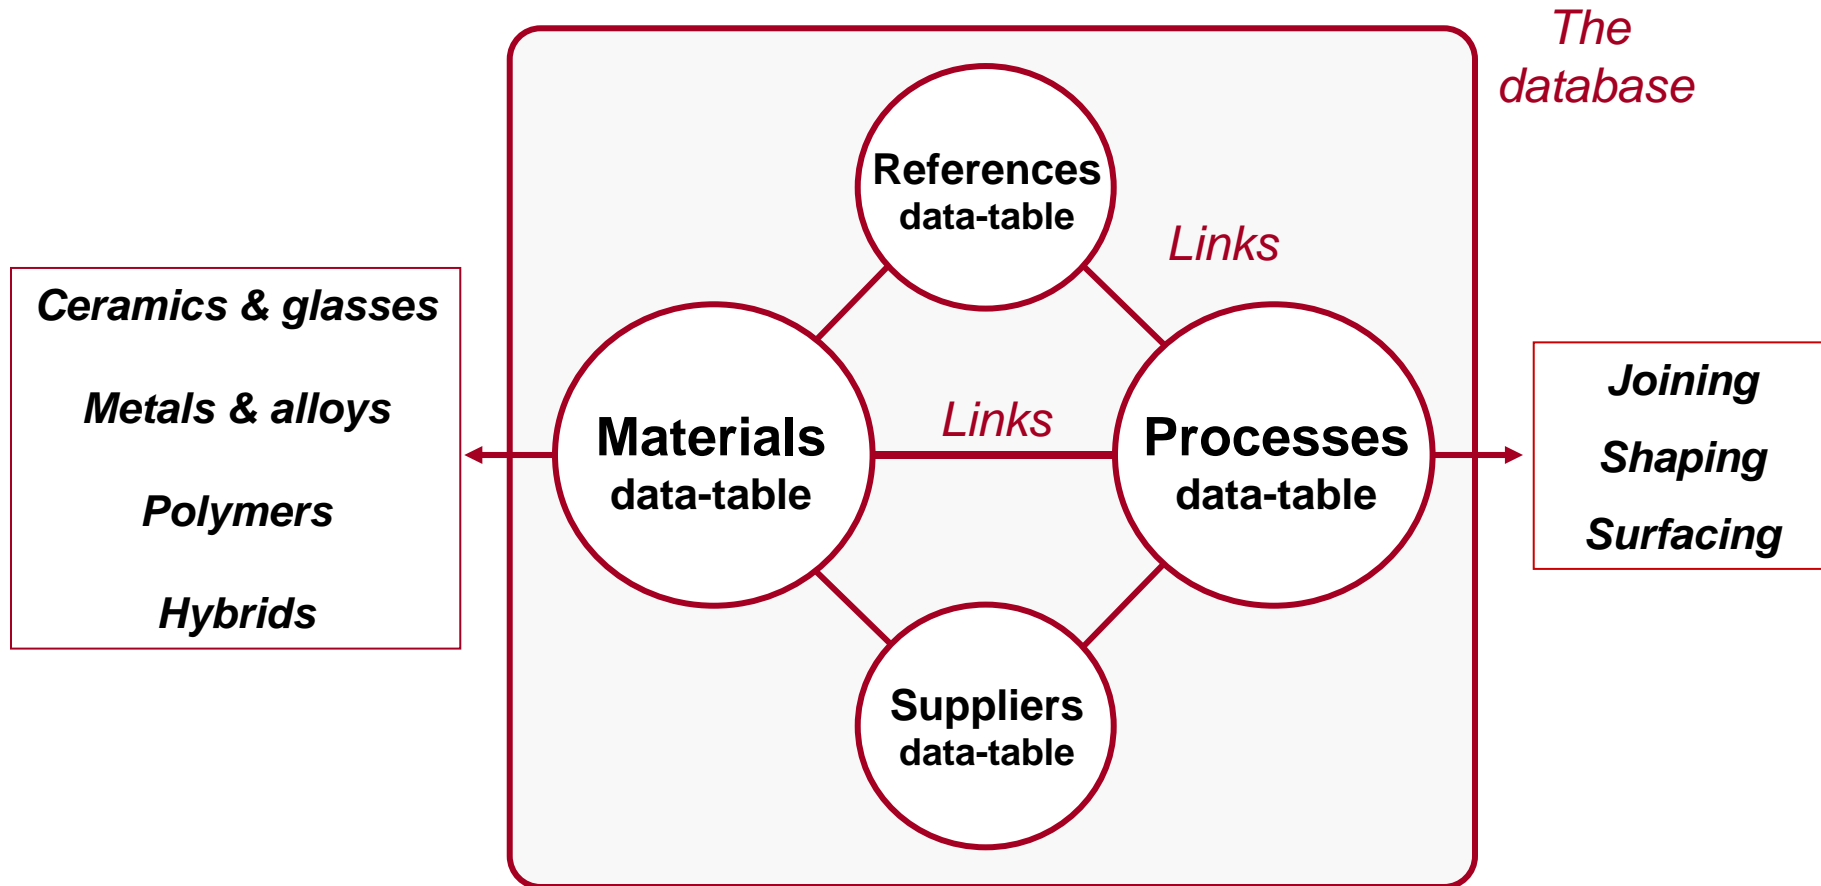 The
database
References
data-table
Links
Ceramics & glasses
Metals & alloys
Polymers
Hybrids
Materials
data-table
Links
Processes
data-table
Joining
Shaping
Surfacing
Suppliers
data-table